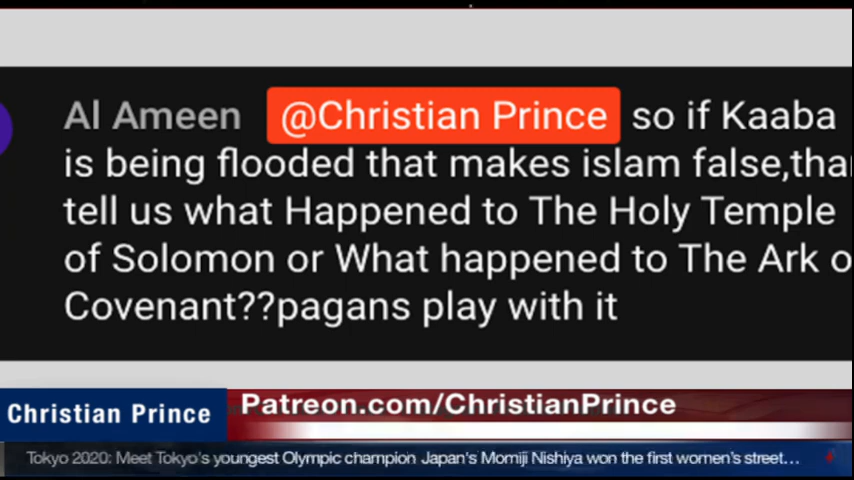 Al Ameen @Christian Prince so if Kaaba
is being flooded that makes islam false,
tell us what Happened to The Holy Temple
of Solomon or What happened to The Ark
Covenant??pagans play with it
Christian Prince
Patreon.com/ChristianPrince
Tokyo 2020: Meet Tokyo's youngest Olympic champion Japan's Momiji Nishiya won the first women's street...